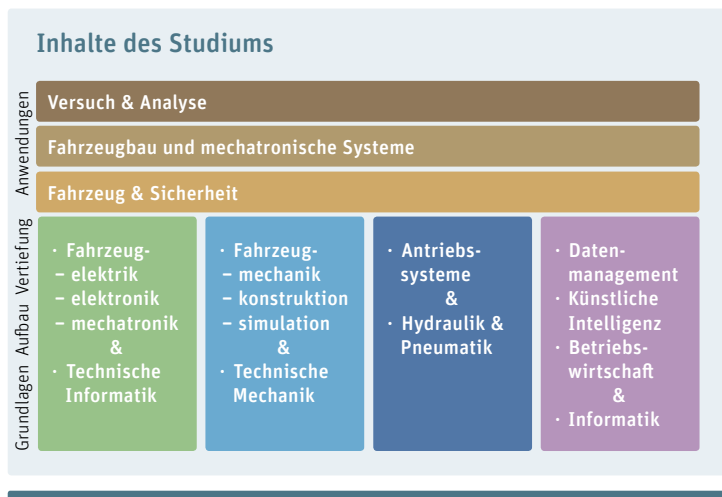 Inhalte des Studiums
Anwendungen
Versuch & Analyse
Fahrzeugbau und mechatronische Systeme
Fahrzeug & Sicherheit
Grundlagen Aufbau Vertiefung
· Fahrzeug-
– elektrik
– elektronik
– mechatronik
&
· Technische
Informatik
· Fahrzeug-
– mechanik
– konstruktion
– simulation
&
· Technische
Mechanik
· Antriebs-
systeme
&
· Hydraulik &
Pneumatik
· Daten-
management
· Künstliche
Intelligenz
· Betriebs-
wirtschaft
&
· Informatik